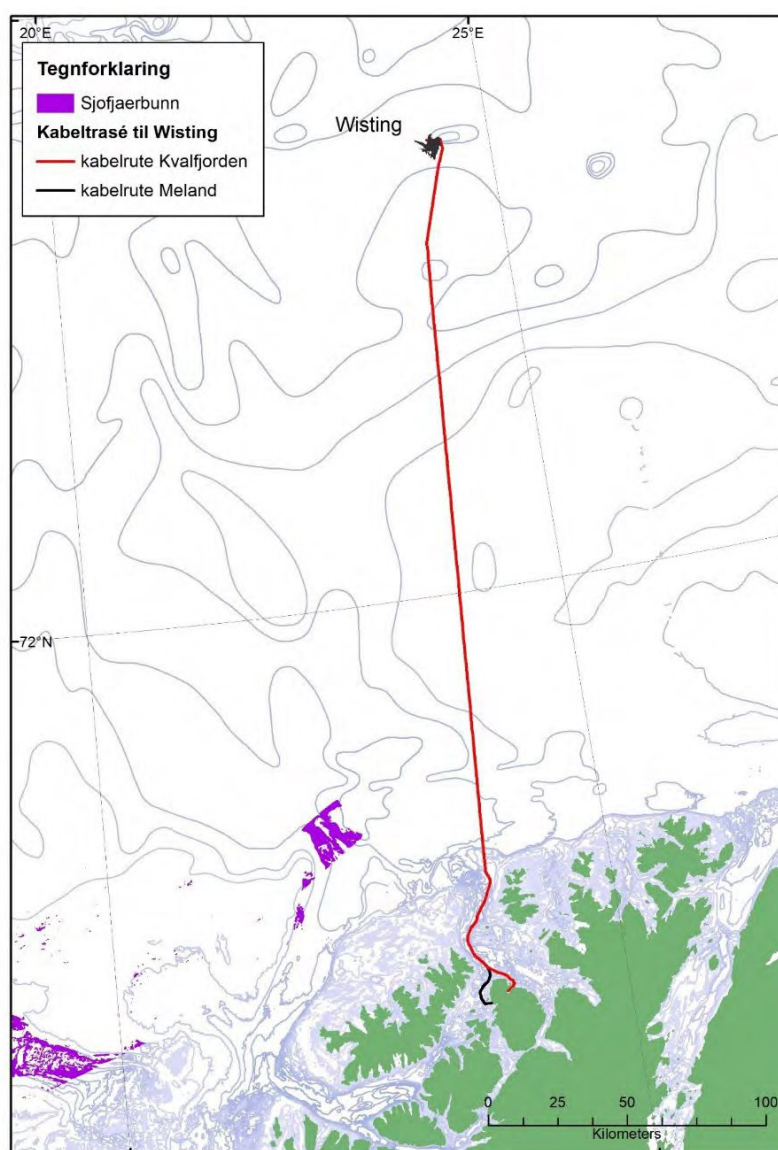 20°E
25°E
Tegnforklaring
Sjofjaerbunn
Kabeltrasé til Wisting
kabelrute Kvalfjorden
kabelrute Meland
Wisting
72°N
0 25 50 100
Kilometers